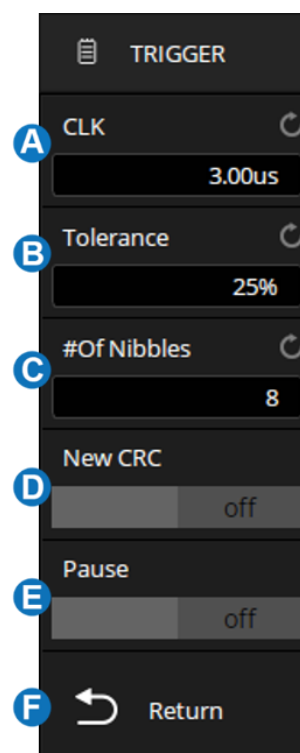 TRIGGER
A
CLK
3.00us
B
Tolerance
25%
C
#Of Nibbles
8
D
New CRC
off
E
Pause
off
F
Return